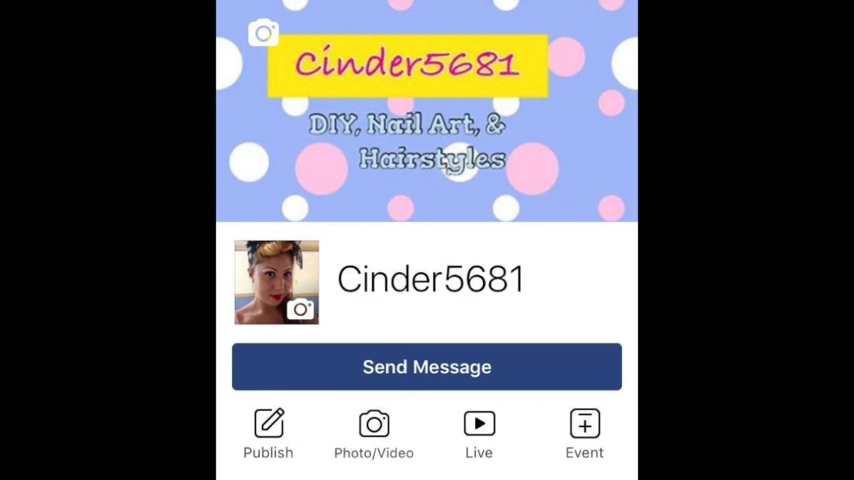 Cinder5681
DIY, Nail Art, &
Hairstyles
Cinder5681
Send Message
Publish
Photo/Video
Live
Event